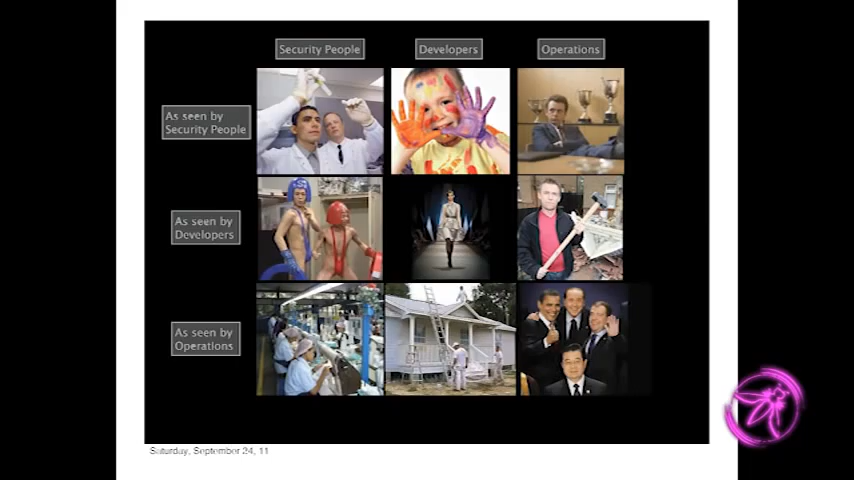 Security People
Developers
Operations
As seen by
Security People
As seen by
Developers
As seen by
Operations
Saturday, September 24, 11